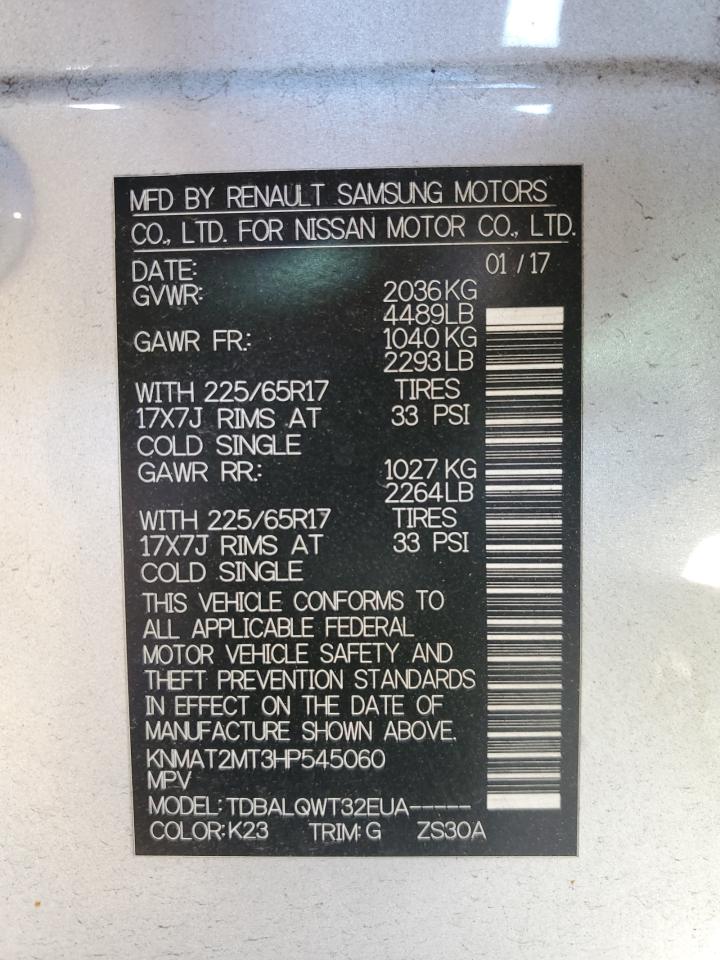 MFD BY RENAULT SAMSUNG MOTORS
CO., LTD. FOR NISSAN MOTOR CO., LTD.
DATE: 01 / 17
GVWR: 2036KG
4489LB
GAWR FR.: 1040KG
2293LB
WITH 225/65R17 TIRES
17X7J RIMS AT 33 PSI
COLD SINGLE
GAWR RR.: 1027KG
2264LB
WITH 225/65R17 TIRES
17X7J RIMS AT 33 PSI
COLD SINGLE
THIS VEHICLE CONFORMS TO
ALL APPLICABLE FEDERAL
MOTOR VEHICLE SAFETY AND
THEFT PREVENTION STANDARDS
IN EFFECT ON THE DATE OF
MANUFACTURE SHOWN ABOVE.
KNMAT2MT3HP545060
MPV
MODEL:TDBALQWT32EUA-----
COLOR:K23 TRIM:G ZS30A